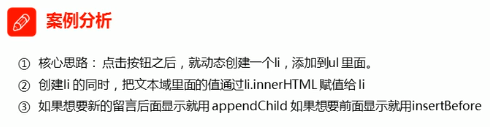 案例分析
① 核心思路：点击按钮之后，就动态创建一个li，添加到ul 里面。
② 创建li 的同时，把文本域里面的值通过li.innerHTML 赋值给 li
③ 如果想要新的留言后面显示就用 appendChild 如果想要前面显示就用insertBefore